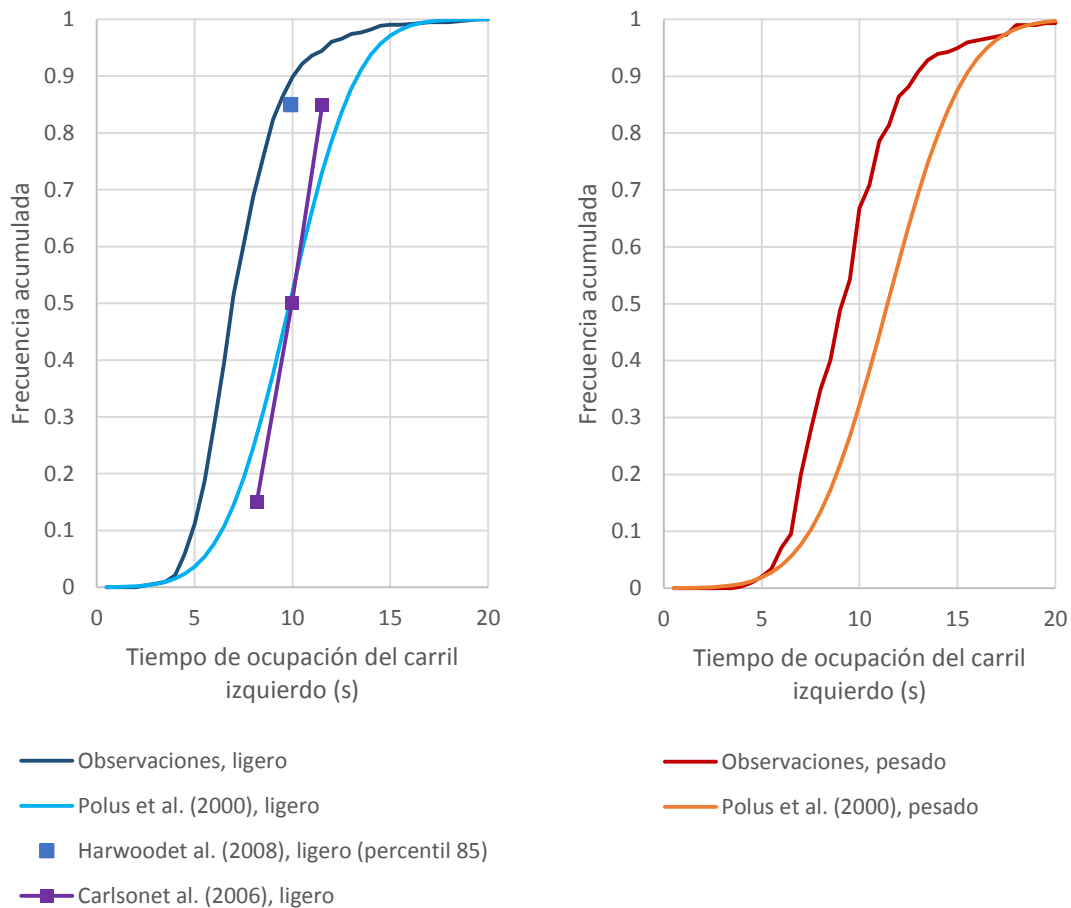 1
0.9
0.8
0.7
0.6
0.5
0.4
0.3
0.2
0.1
0
Frecuencia acumulada
0 5 10 15 20
Tiempo de ocupación del carril
izquierdo (s)
Observaciones, ligero
Polus et al. (2000), ligero
Harwoodet al. (2008), ligero (percentil 85)
Carlsonet al. (2006), ligero
1
0.9
0.8
0.7
0.6
0.5
0.4
0.3
0.2
0.1
0
Frecuencia acumulada
0 5 10 15 20
Tiempo de ocupación del carril
izquierdo (s)
Observaciones, pesado
Polus et al. (2000), pesado